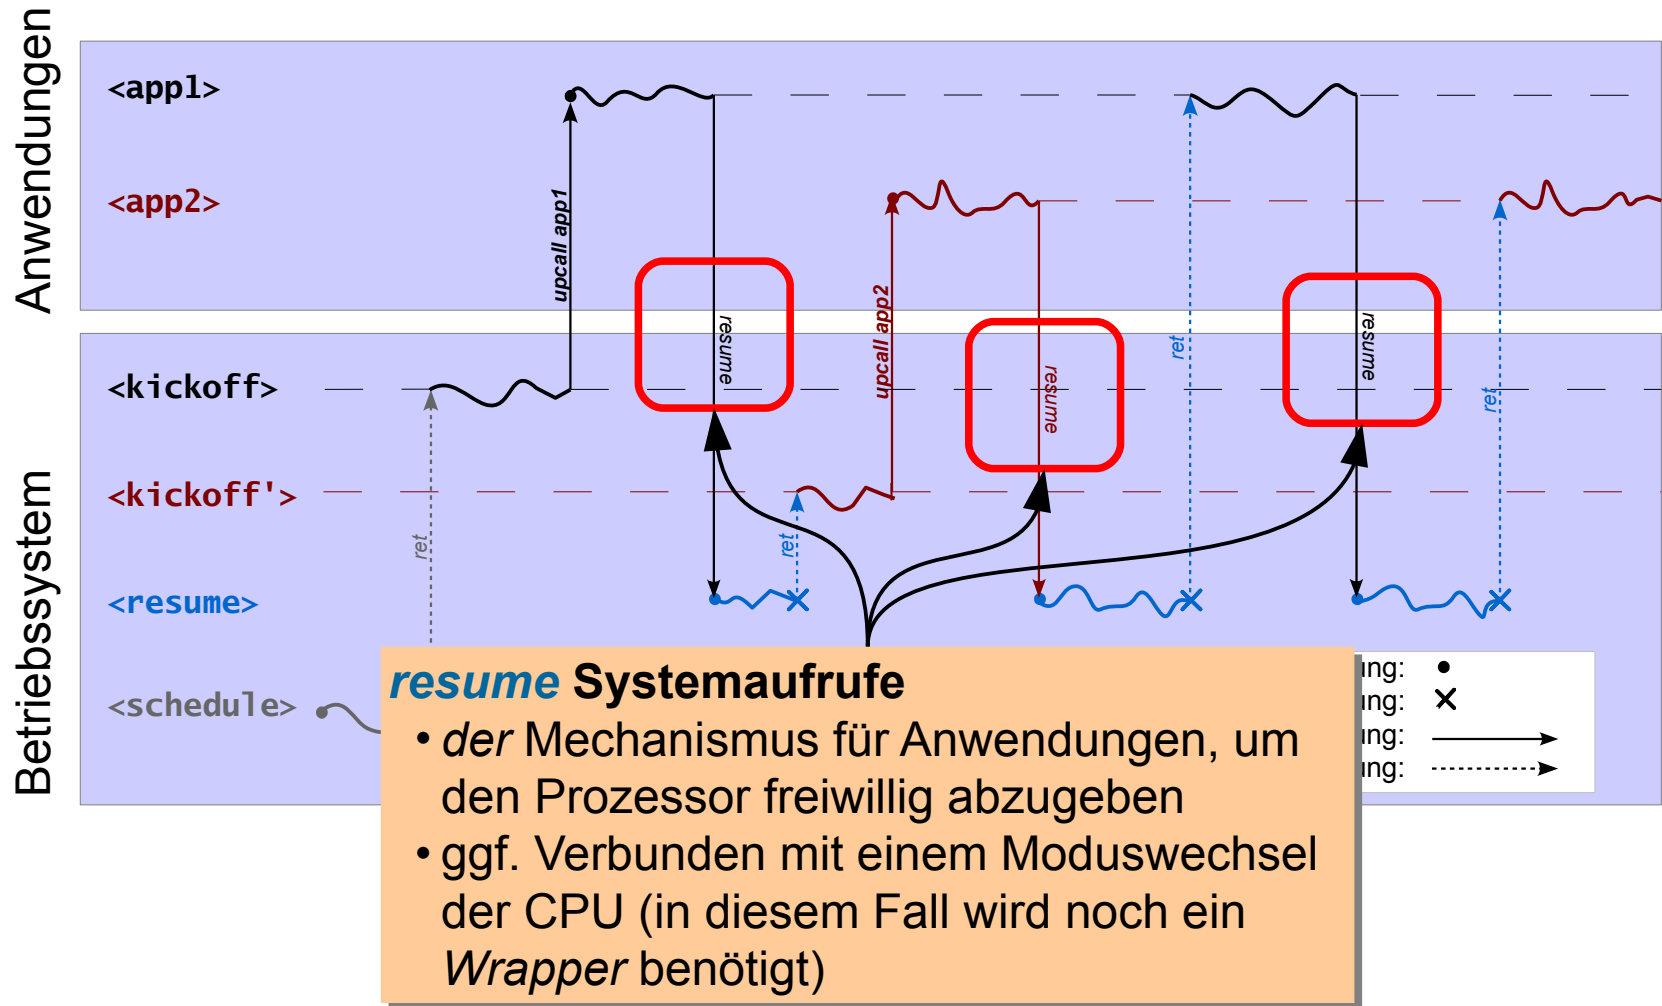 Anwendungen
<app1>
<app2>
upcall app1
resume
upcall app2
resume
ret
resume
ret
Betriebssystem
<kickoff>
<kickoff'>
ret
ret
<resume>
<schedule>
resume Systemaufrufe
• der Mechanismus für Anwendungen, um
den Prozessor freiwillig abzugeben
• ggf. Verbunden mit einem Moduswechsel
der CPU (in diesem Fall wird noch ein
Wrapper benötigt)
ung:
ung:
ung:
ung: